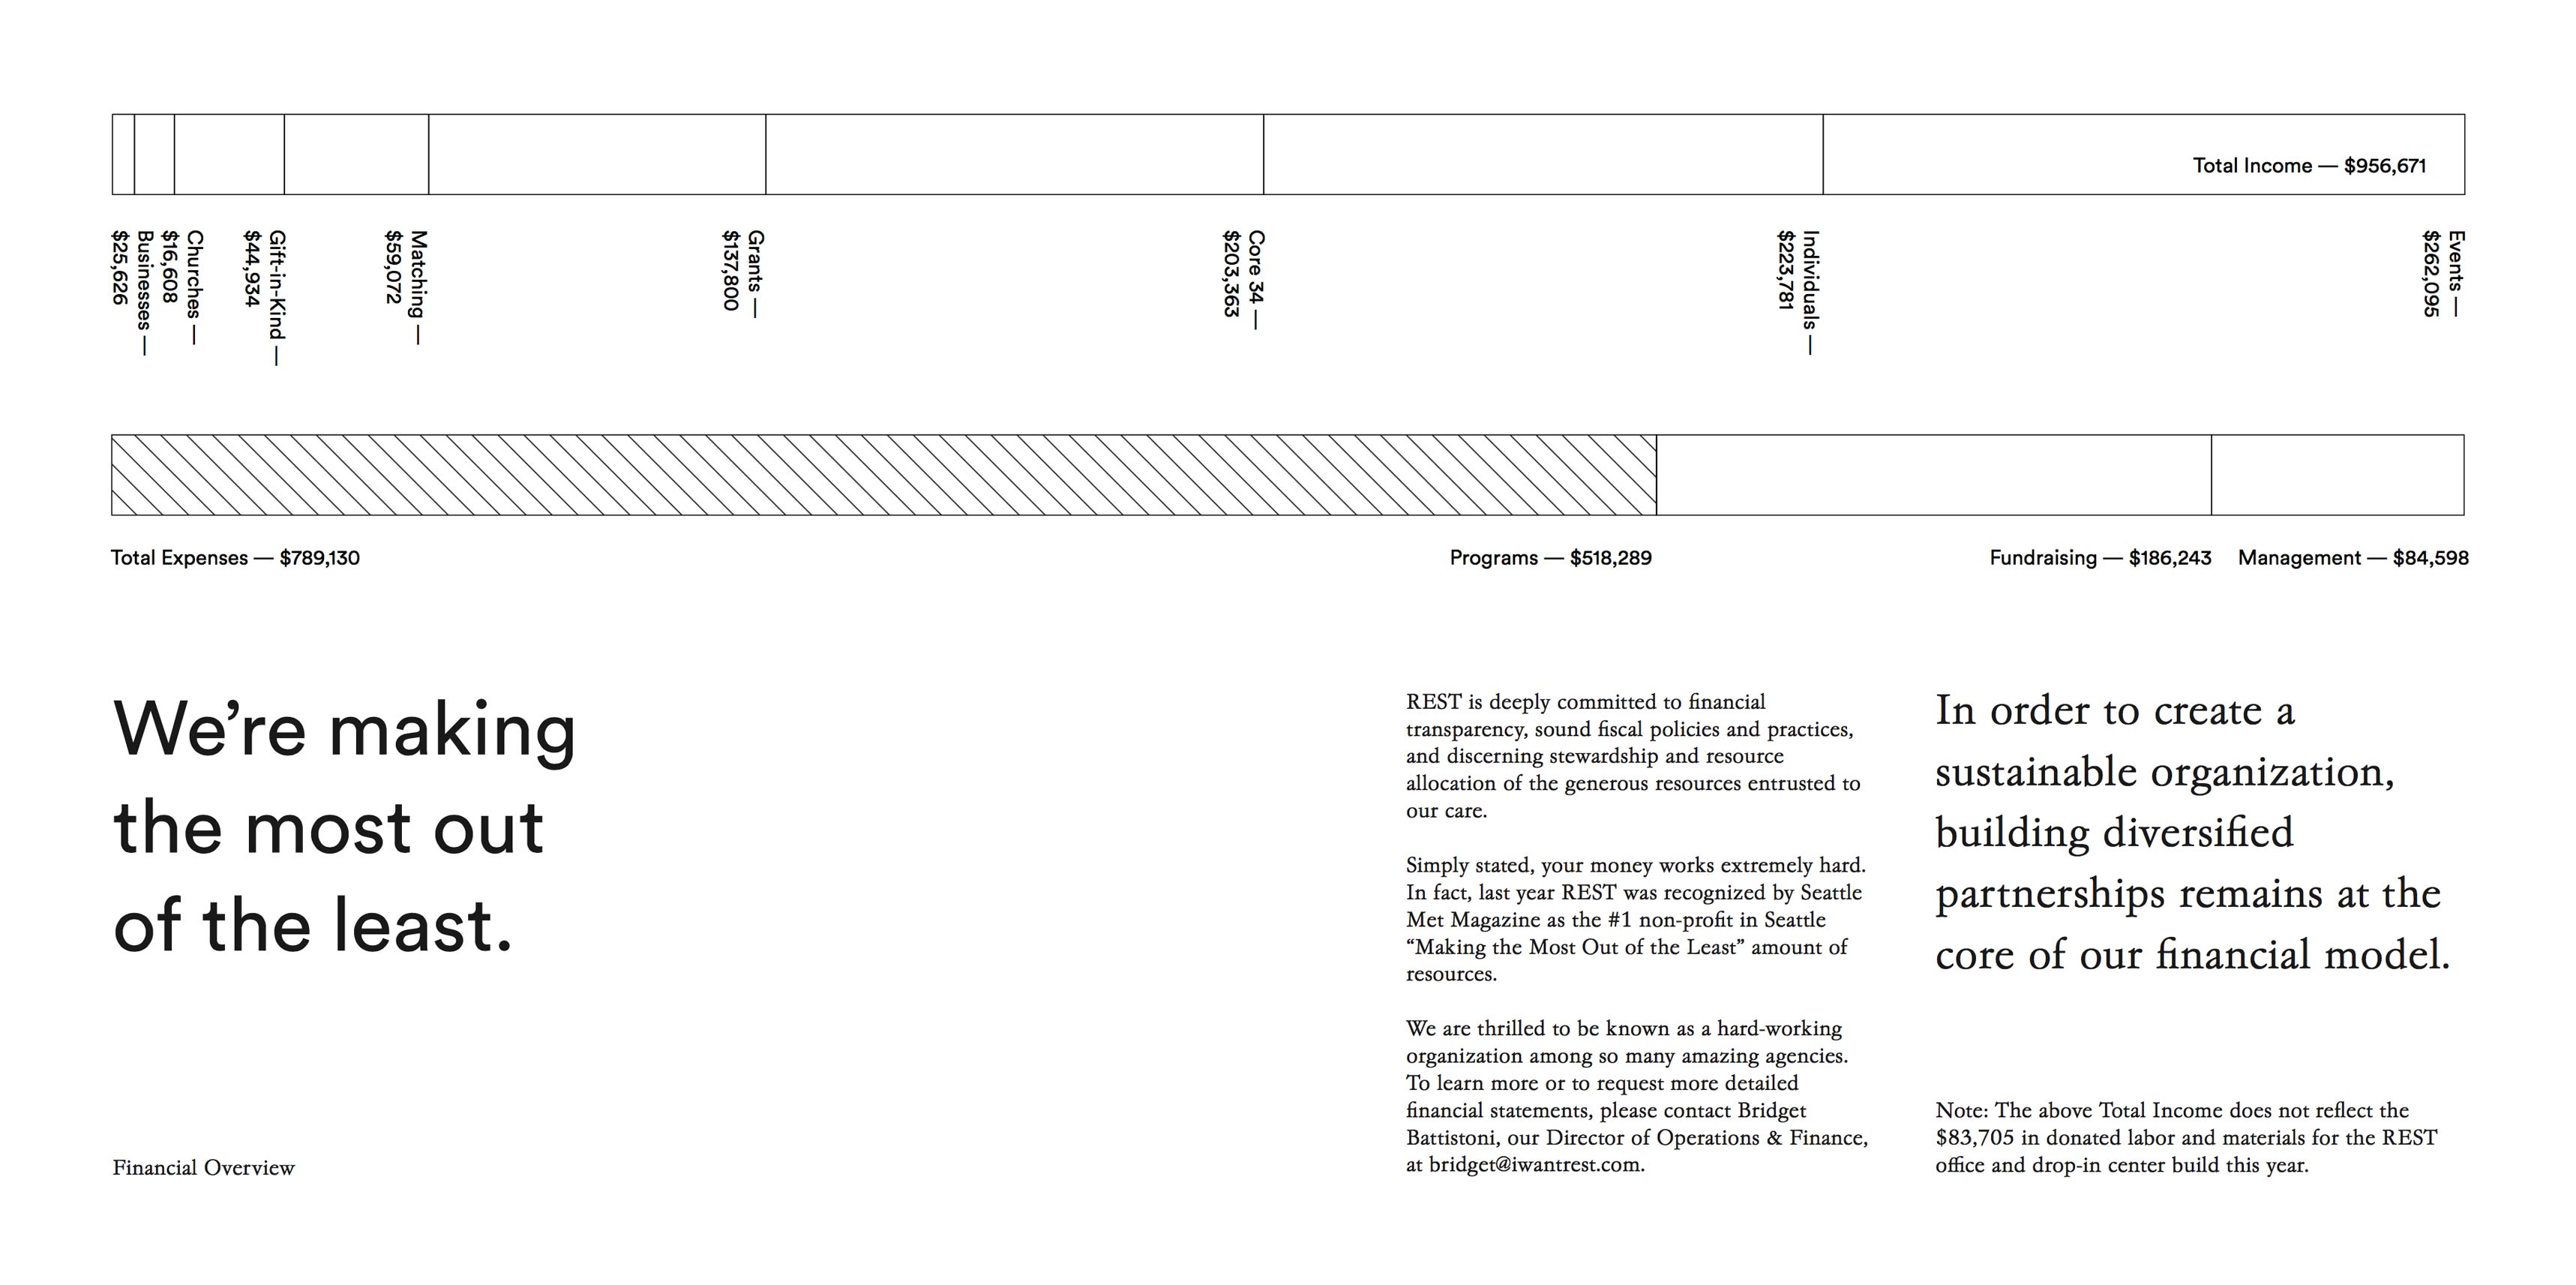 Total Income — $956,671
Businesses —
$25,626
Churches —
$16,608
Gift-in-Kind —
$44,934
Matching —
$59,072
Grants —
$137,800
Core 34 —
$203,363
Individuals —
$223,781
Events —
$262,095
Total Expenses — $789,130
Programs — $518,289
Fundraising — $186,243
Management — $84,598
We’re making
the most out
of the least.
Financial Overview
REST is deeply committed to financial
transparency, sound fiscal policies and practices,
and discerning stewardship and resource
allocation of the generous resources entrusted to
our care.
Simply stated, your money works extremely hard.
In fact, last year REST was recognized by Seattle
Met Magazine as the #1 non-profit in Seattle
“Making the Most Out of the Least” amount of
resources.
We are thrilled to be known as a hard-working
organization among so many amazing agencies.
To learn more or to request more detailed
financial statements, please contact Bridget
Battistoni, our Director of Operations & Finance,
at bridget@iwantrest.com.
In order to create a
sustainable organization,
building diversified
partnerships remains at the
core of our financial model.
Note: The above Total Income does not reflect the
$83,705 in donated labor and materials for the REST
office and drop-in center build this year.